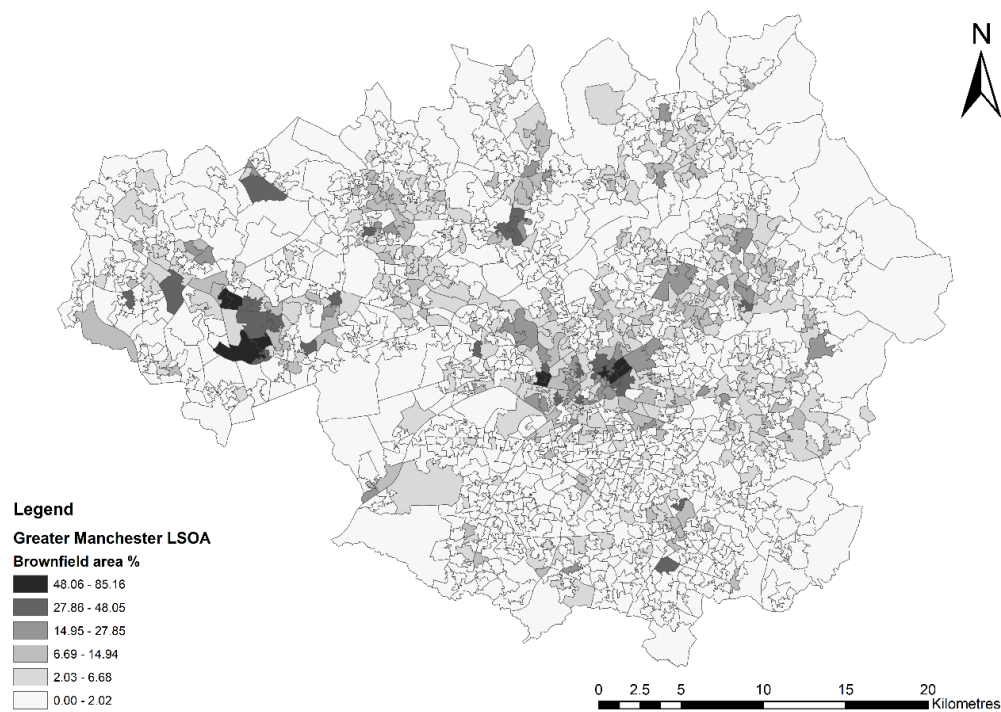 N
Legend
Greater Manchester LSOA
Brownfield area %
48.06 - 85.16
27.86 - 48.05
14.95 - 27.85
6.69 - 14.94
2.03 - 6.68
0.00 - 2.02
0 2.5 5 10 15 20
Kilometres